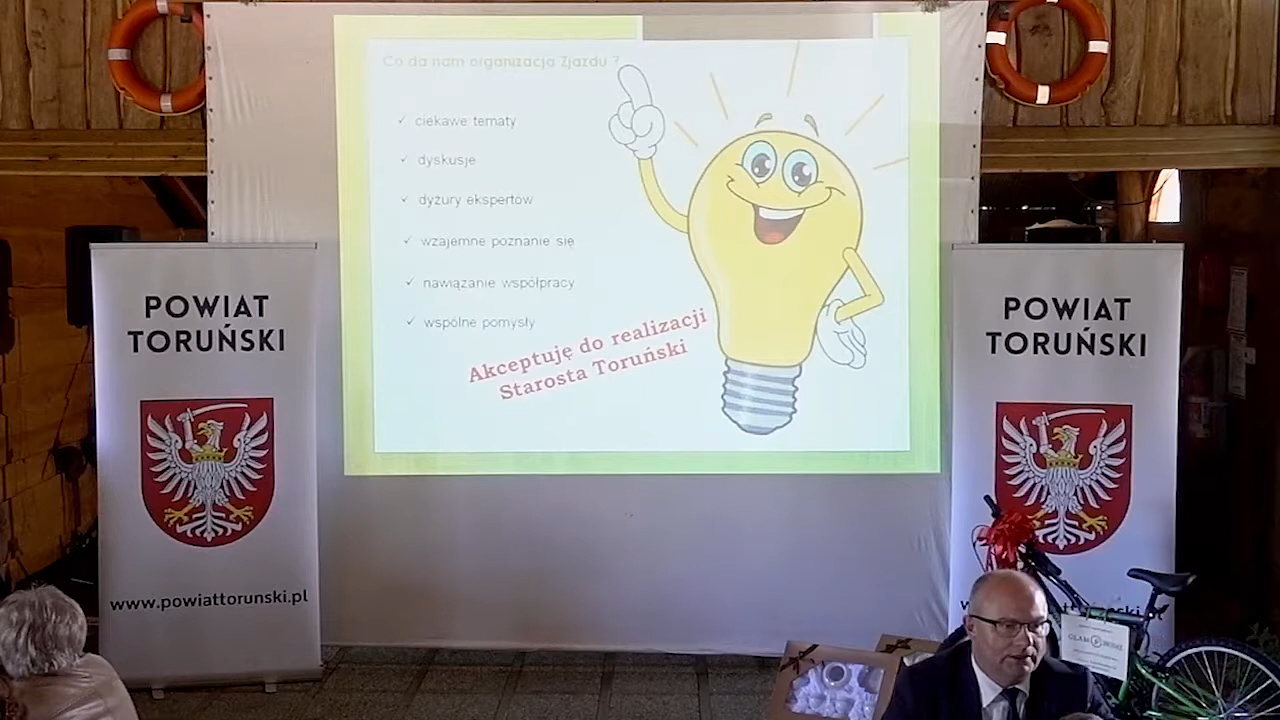 Co da nam organizacja Zjazdu ?
✓ ciekawe tematy
✓ dyskusje
✓ dyżury ekspertów
✓ wzajemne poznanie się
✓ nawiązanie współpracy
✓ wspólne pomysły
Akceptuję do realizacji
Starosta Toruński
POWIAT
TORUŃSKI
www.powiattorunski.pl
POWIAT
TORUŃSKI
GLAM